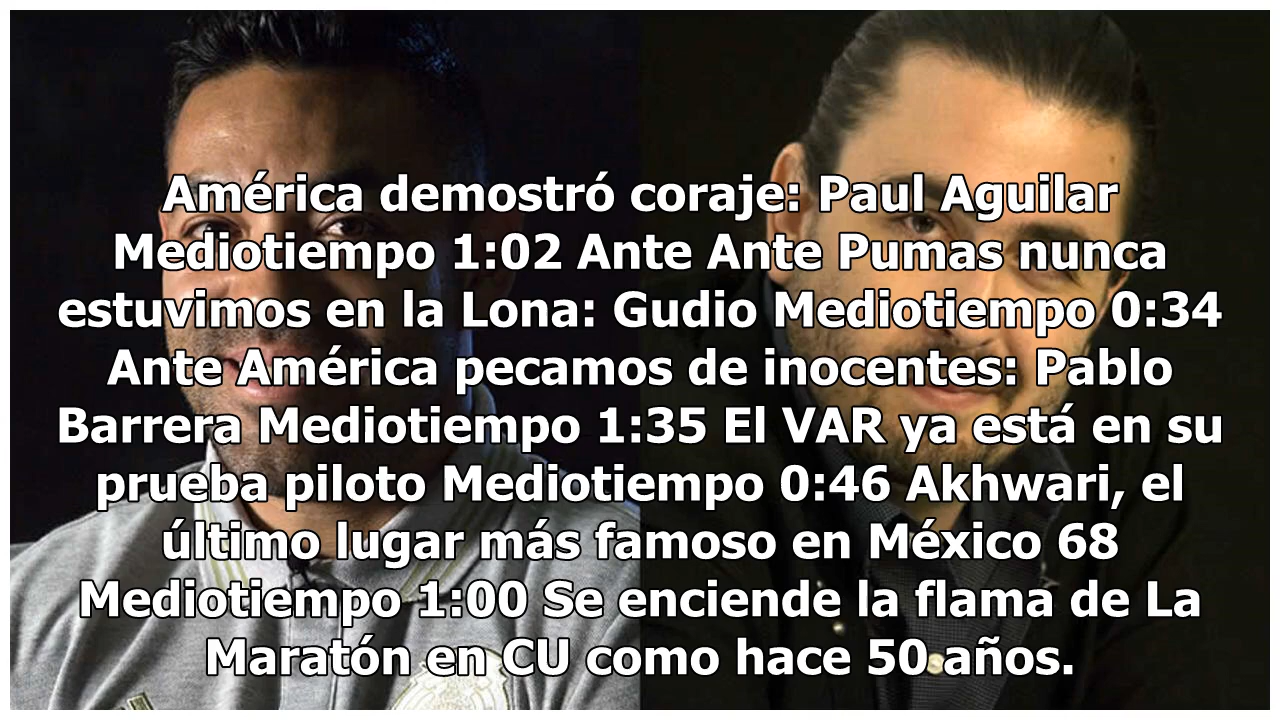 América demostró coraje: Paul Aguilar
Mediotiempo 1:02 Ante Ante Pumas nunca
estuvimos en la Lona: Gudio Mediotiempo 0:34
Ante América pecamos de inocentes: Pablo
Barrera Mediotiempo 1:35 El VAR ya está en su
prueba piloto Mediotiempo 0:46 Akhwari, el
último lugar más famoso en México 68
Mediotiempo 1:00 Se enciende la flama de La
Maratón en CU como hace 50 años.